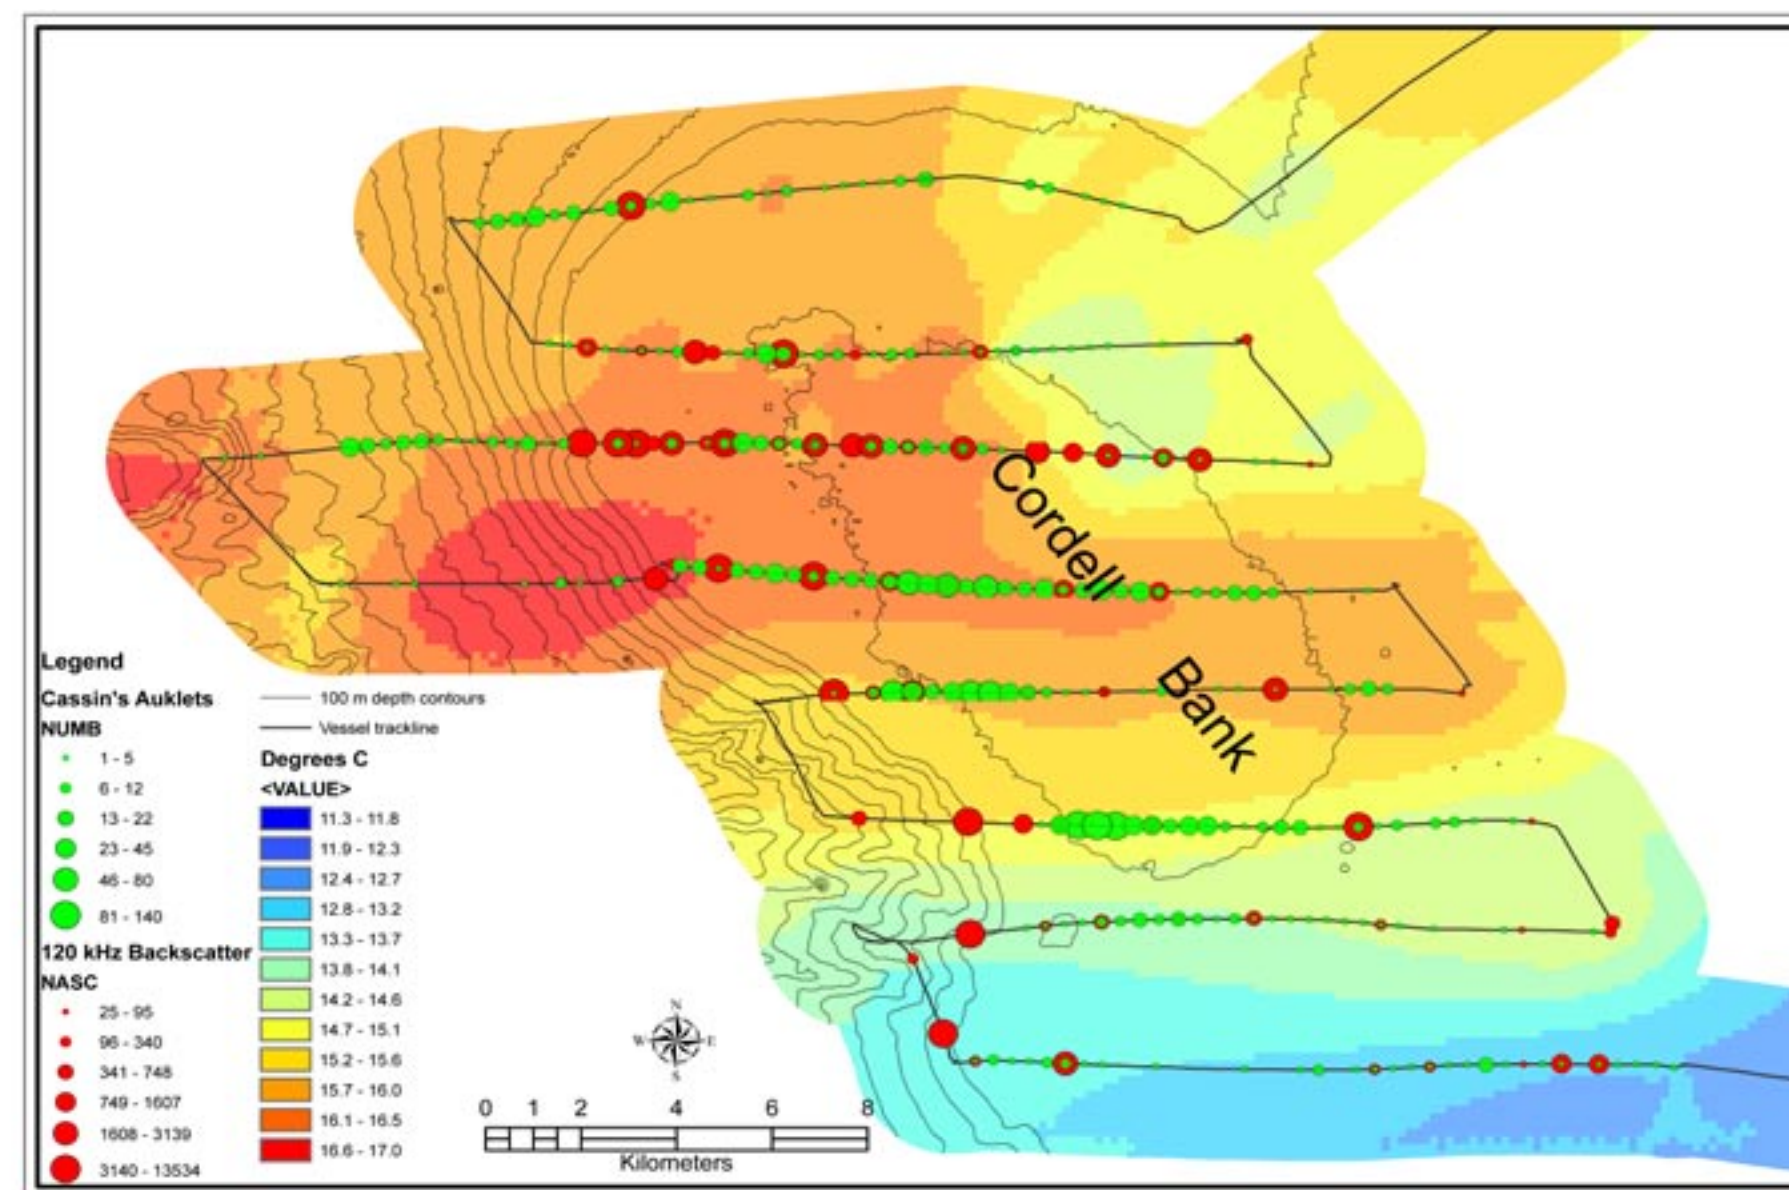 Cordell
Bank
Legend
Cassin's Auklets
NUMB
1 - 5
6 - 12
13 - 22
23 - 45
46 - 80
81 - 140
120 kHz Backscatter
NASC
25 - 95
96 - 340
341 - 748
749 - 1607
1608 - 3139
3140 - 13534
100 m depth contours
Vessel trackline
Degrees C
<VALUE>
11.3 - 11.8
11.9 - 12.3
12.4 - 12.7
12.8 - 13.2
13.3 - 13.7
13.8 - 14.1
14.2 - 14.6
14.7 - 15.1
15.2 - 15.6
15.7 - 16.0
16.1 - 16.5
16.6 - 17.0
N
W E
S
0 1 2 4 6 8
Kilometers